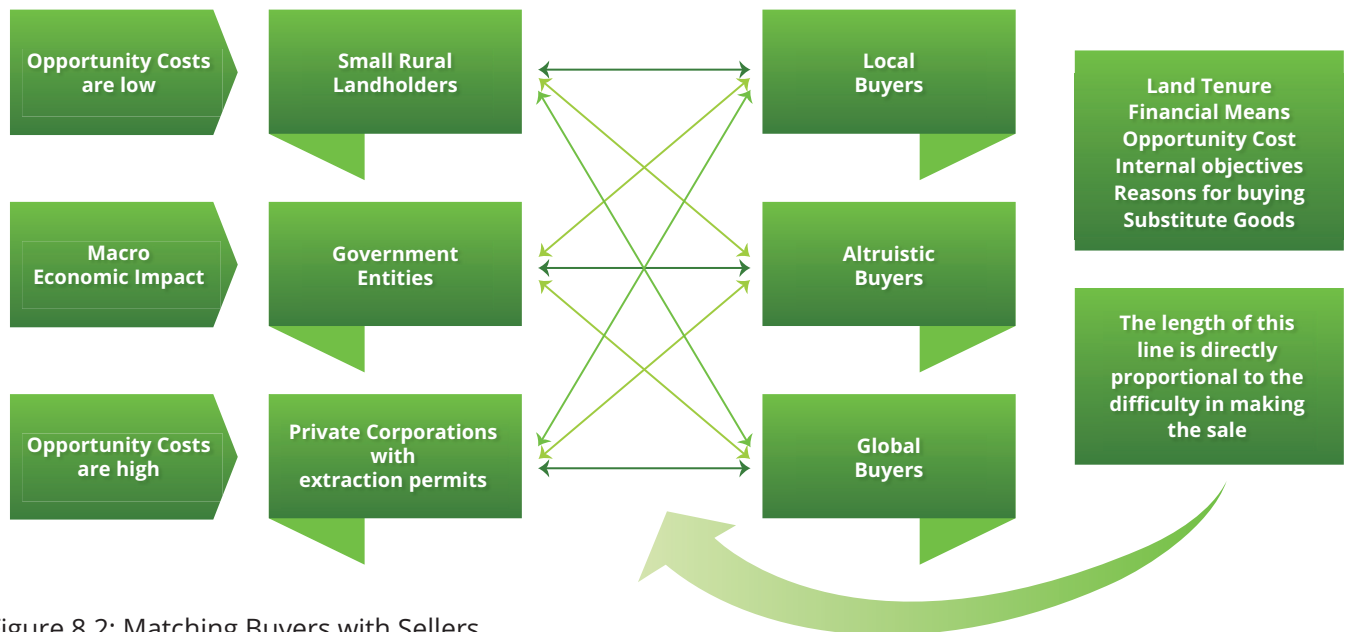 Opportunity Costs
are low
Small Rural
Landholders
Local
Buyers
Land Tenure
Financial Means
Opportunity Cost
Internal objectives
Reasons for buying
Substitute Goods
Macro
Economic Impact
Government
Entities
Altruistic
Buyers
The length of this
line is directly
proportional to the
difficulty in making
the sale
Opportunity Costs
are high
Private Corporations
with
extraction permits
Global
Buyers
igure 8.2: Matching Buyers with Sellers